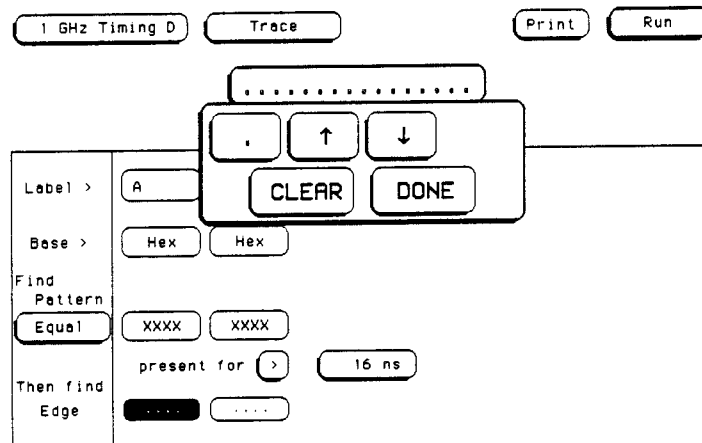 1 GHz Timing D Trace Print Run
................
. ↑ ↓
CLEAR DONE
Label > A
Base > Hex Hex
Find
Pattern
Equal XXXX XXXX
present for > 16 ns
Then find
Edge .... ....